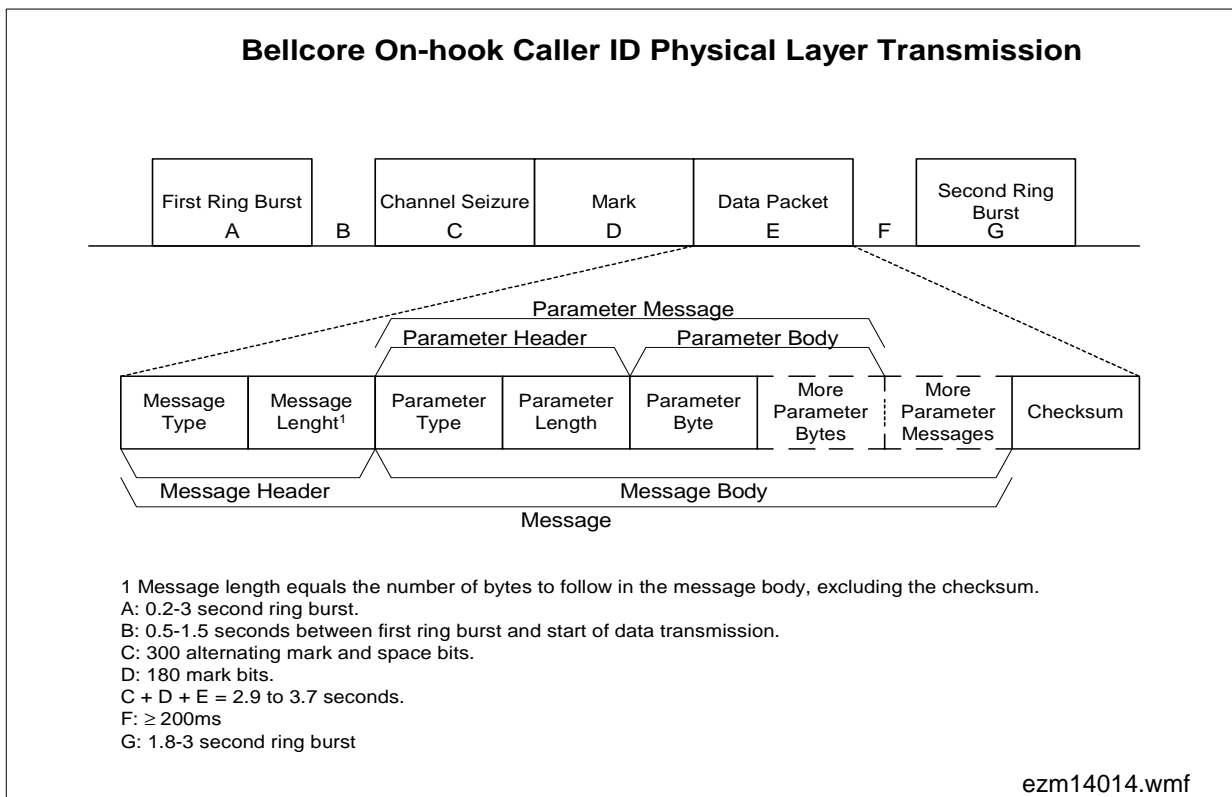 Bellcore On-hook Caller ID Physical Layer Transmission
First Ring Burst
A
B
Channel Seizure
C
Mark
D
Data Packet
E
F
Second Ring
Burst
G
Parameter Message
Parameter Header
Parameter Body
Message
Type
Message
Lenght¹
Parameter
Type
Parameter
Length
Parameter
Byte
More
Parameter
Bytes
More
Parameter
Messages
Checksum
Message Header
Message Body
Message
1 Message length equals the number of bytes to follow in the message body, excluding the checksum.
A: 0.2-3 second ring burst.
B: 0.5-1.5 seconds between first ring burst and start of data transmission.
C: 300 alternating mark and space bits.
D: 180 mark bits.
C + D + E = 2.9 to 3.7 seconds.
F: ≥ 200ms
G: 1.8-3 second ring burst
ezm14014.wmf